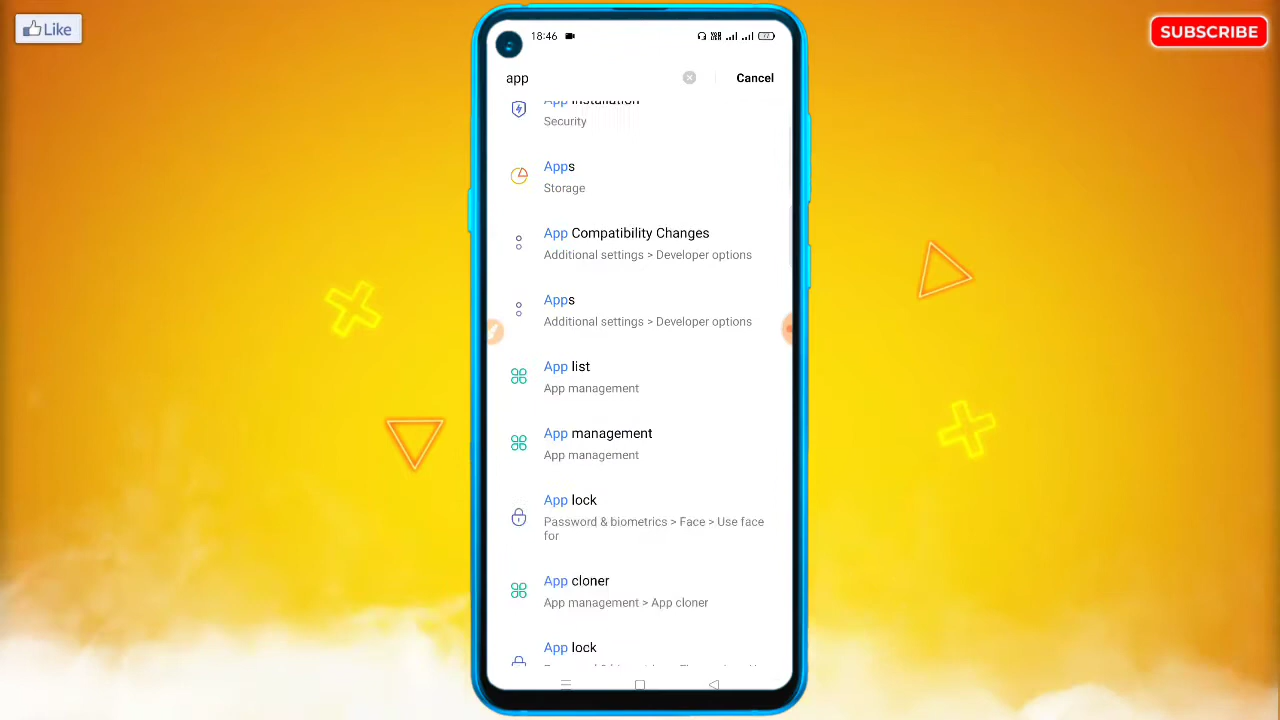 Like
SUBSCRIBE
18:46
app
Cancel
App installation
Security
Apps
Storage
App Compatibility Changes
Additional settings > Developer options
Apps
Additional settings > Developer options
App list
App management
App management
App management
App lock
Password & biometrics > Face > Use face
for
App cloner
App management > App cloner
App lock